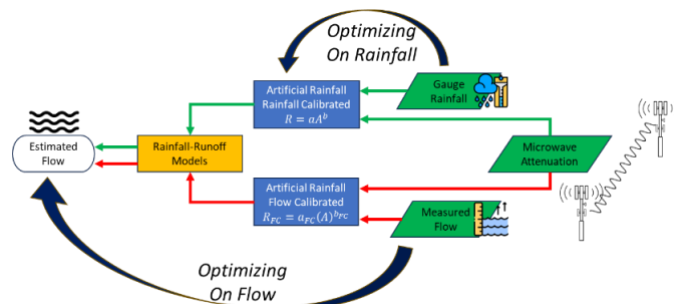 Optimizing
On Rainfall
Artificial Rainfall
Rainfall Calibrated
R = aA^b
Gauge
Rainfall
Estimated
Flow
Rainfall-Runoff
Models
Microwave
Attenuation
Artificial Rainfall
Flow Calibrated
R_FC = a_FC(A)^b_FC
Measured
Flow
Optimizing
On Flow